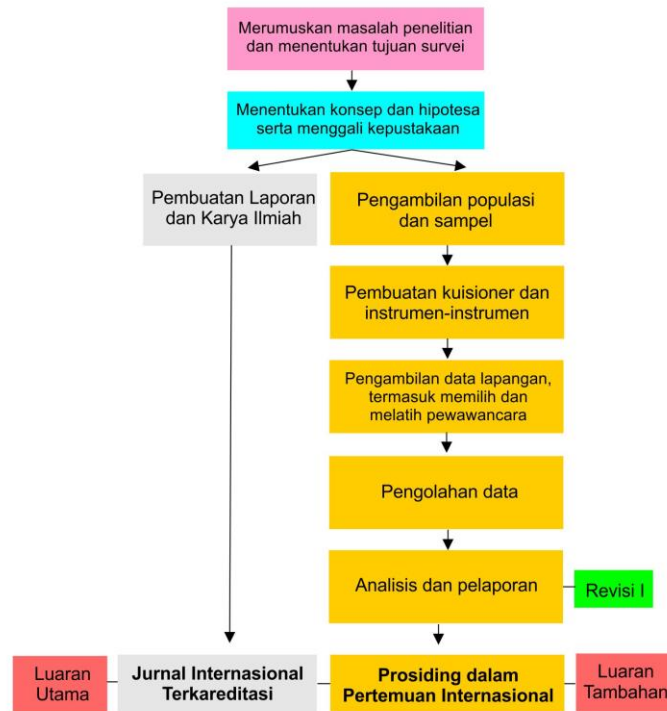 Merumuskan masalah penelitian
dan menentukan tujuan survei
Menentukan konsep dan hipotesa
serta menggali kepustakaan
Pembuatan Laporan
dan Karya Ilmiah
Pengambilan populasi
dan sampel
Pembuatan kuisioner dan
instrumen-instrumen
Pengambilan data lapangan,
termasuk memilih dan
melatih pewawancara
Pengolahan data
Analisis dan pelaporan
Revisi I
Luaran
Utama
Jurnal Internasional
Terkareditasi
Prosiding dalam
Pertemuan Internasional
Luaran
Tambahan